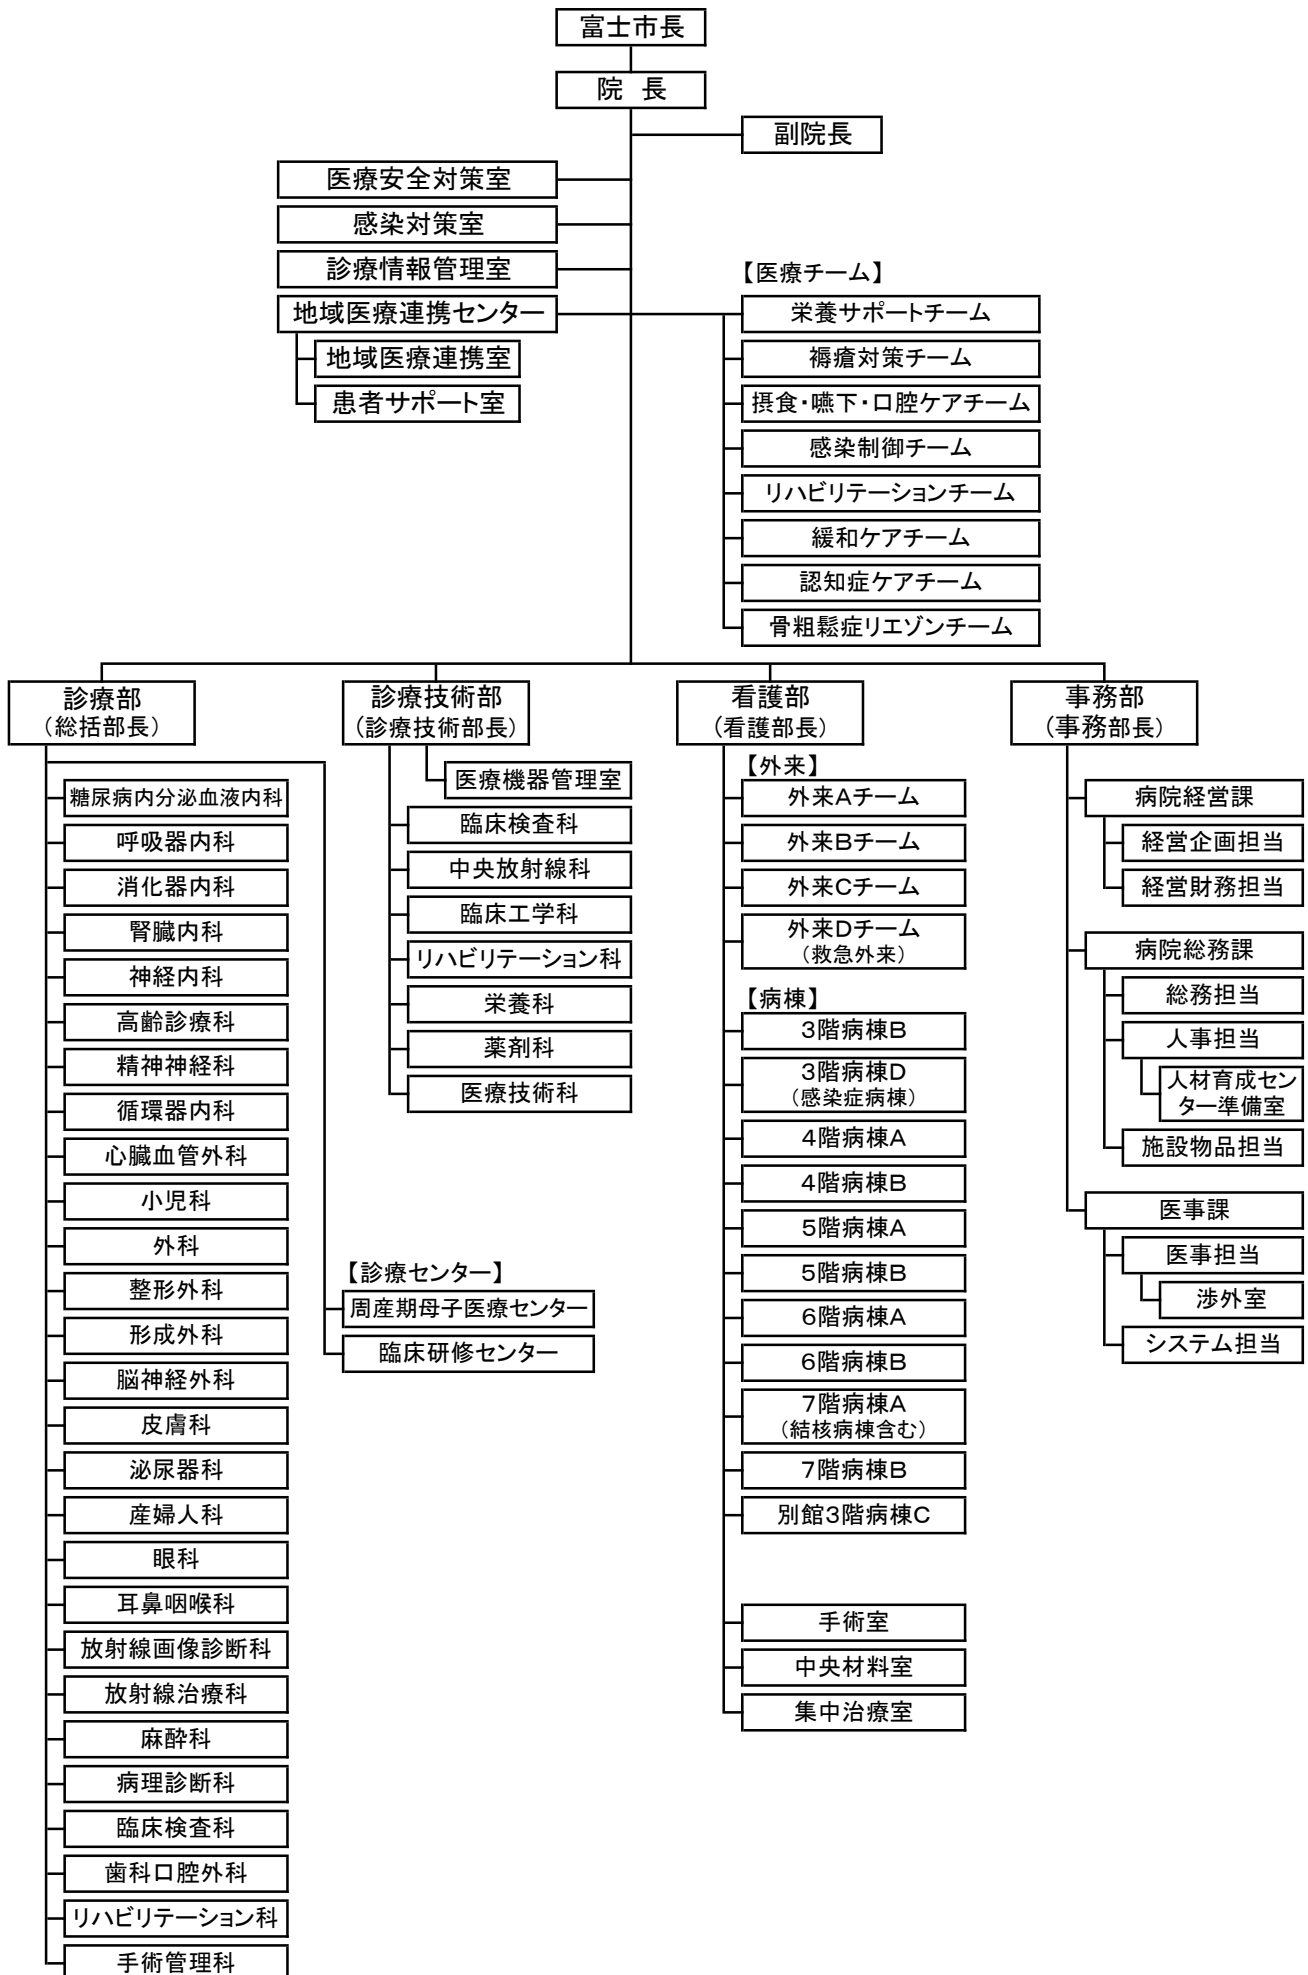 富士市長
院　長
副院長
医療安全対策室
感染対策室
診療情報管理室
地域医療連携センター
地域医療連携室
患者サポート室
【医療チーム】
栄養サポートチーム
褥瘡対策チーム
摂食・嚥下・口腔ケアチーム
感染制御チーム
リハビリテーションチーム
緩和ケアチーム
認知症ケアチーム
骨粗鬆症リエゾンチーム
診療部
（総括部長）
糖尿病内分泌血液内科
呼吸器内科
消化器内科
腎臓内科
神経内科
高齢診療科
精神神経科
循環器内科
心臓血管外科
小児科
外科
整形外科
形成外科
脳神経外科
皮膚科
泌尿器科
産婦人科
眼科
耳鼻咽喉科
放射線画像診断科
放射線治療科
麻酔科
病理診断科
臨床検査科
歯科口腔外科
リハビリテーション科
手術管理科
【診療センター】
周産期母子医療センター
臨床研修センター
診療技術部
（診療技術部長）
医療機器管理室
臨床検査科
中央放射線科
臨床工学科
リハビリテーション科
栄養科
薬剤科
医療技術科
看護部
（看護部長）
【外来】
外来Aチーム
外来Bチーム
外来Cチーム
外来Dチーム
（救急外来）
【病棟】
3階病棟B
3階病棟D
（感染症病棟）
4階病棟A
4階病棟B
5階病棟A
5階病棟B
6階病棟A
6階病棟B
7階病棟A
（結核病棟含む）
7階病棟B
別館3階病棟C
手術室
中央材料室
集中治療室
事務部
（事務部長）
病院経営課
経営企画担当
経営財務担当
病院総務課
総務担当
人事担当
人材育成セン
ター準備室
施設物品担当
医事課
医事担当
渉外室
システム担当